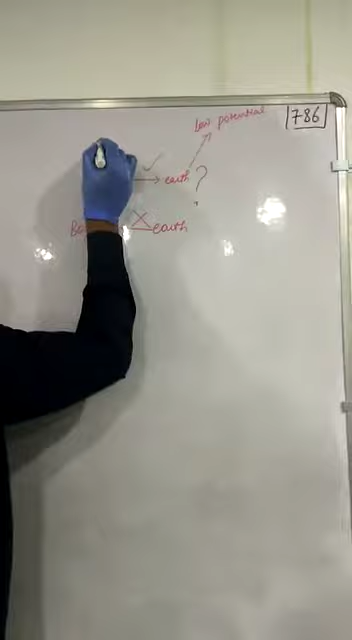 786
Low potential
✓
→ earth ?
X
earth